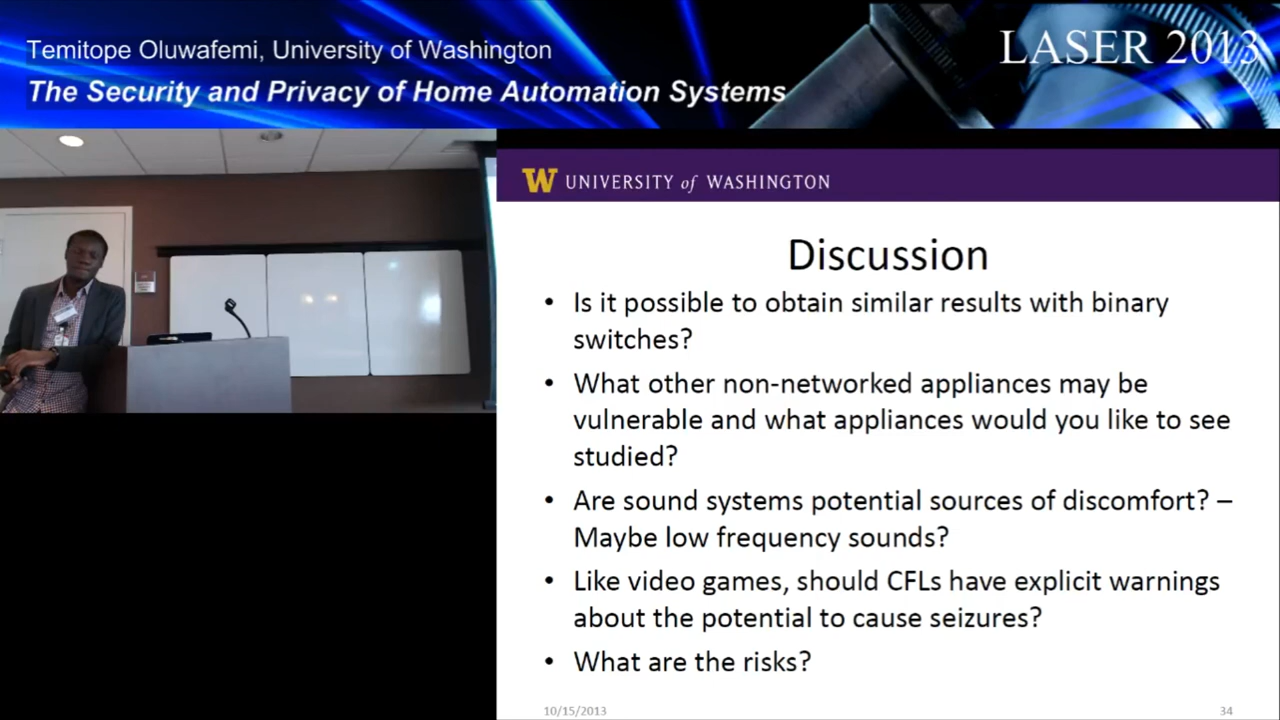 Temitope Oluwafemi, University of Washington
The Security and Privacy of Home Automation Systems
LASER 2013
W UNIVERSITY of WASHINGTON
Discussion
• Is it possible to obtain similar results with binary
switches?
• What other non-networked appliances may be
vulnerable and what appliances would you like to see
studied?
• Are sound systems potential sources of discomfort? –
Maybe low frequency sounds?
• Like video games, should CFLs have explicit warnings
about the potential to cause seizures?
• What are the risks?
10/15/2013
34